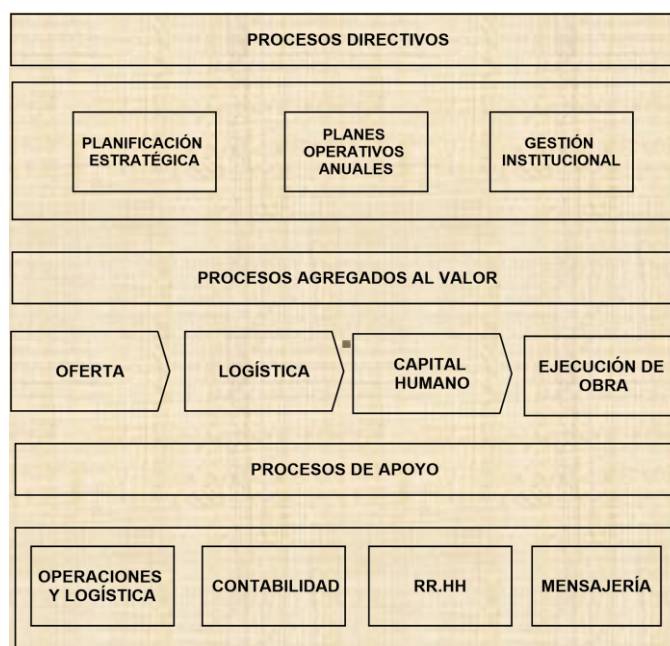 PROCESOS DIRECTIVOS
PLANIFICACIÓN
ESTRATÉGICA
PLANES
OPERATIVOS
ANUALES
GESTIÓN
INSTITUCIONAL
PROCESOS AGREGADOS AL VALOR
OFERTA
LOGÍSTICA
CAPITAL
HUMANO
EJECUCIÓN DE
OBRA
PROCESOS DE APOYO
OPERACIONES
Y LOGÍSTICA
CONTABILIDAD
RR.HH
MENSAJERÍA